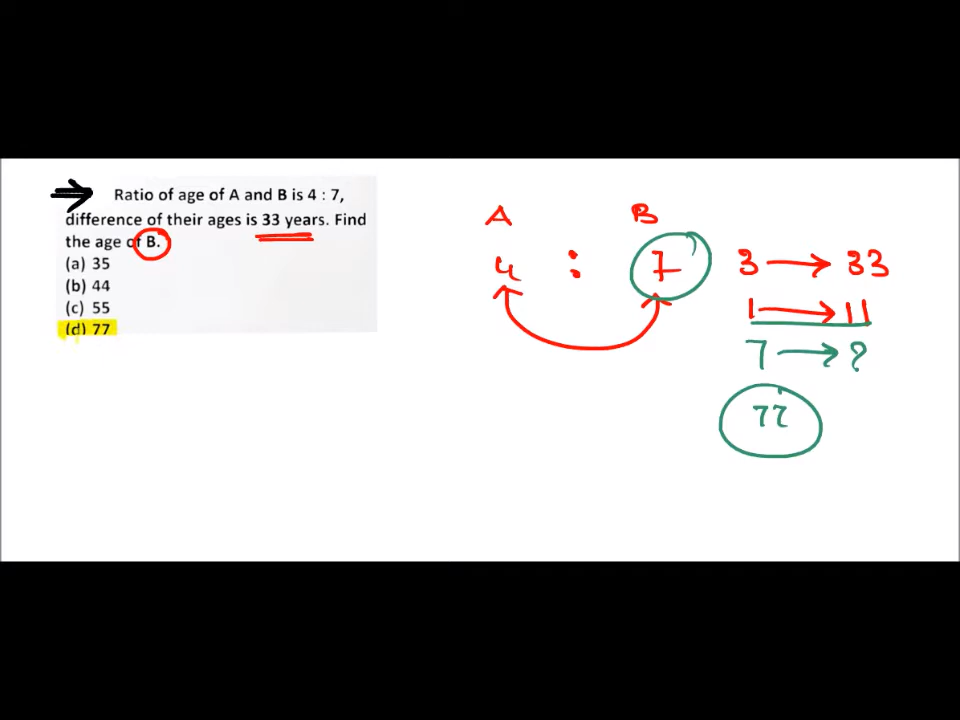 Ratio of age of A and B is 4 : 7,
difference of their ages is 33 years. Find
the age of B.
(a) 35
(b) 44
(c) 55
(d) 77
A B
4 : 7
3 → 33
1 → 11
7 → ?
77